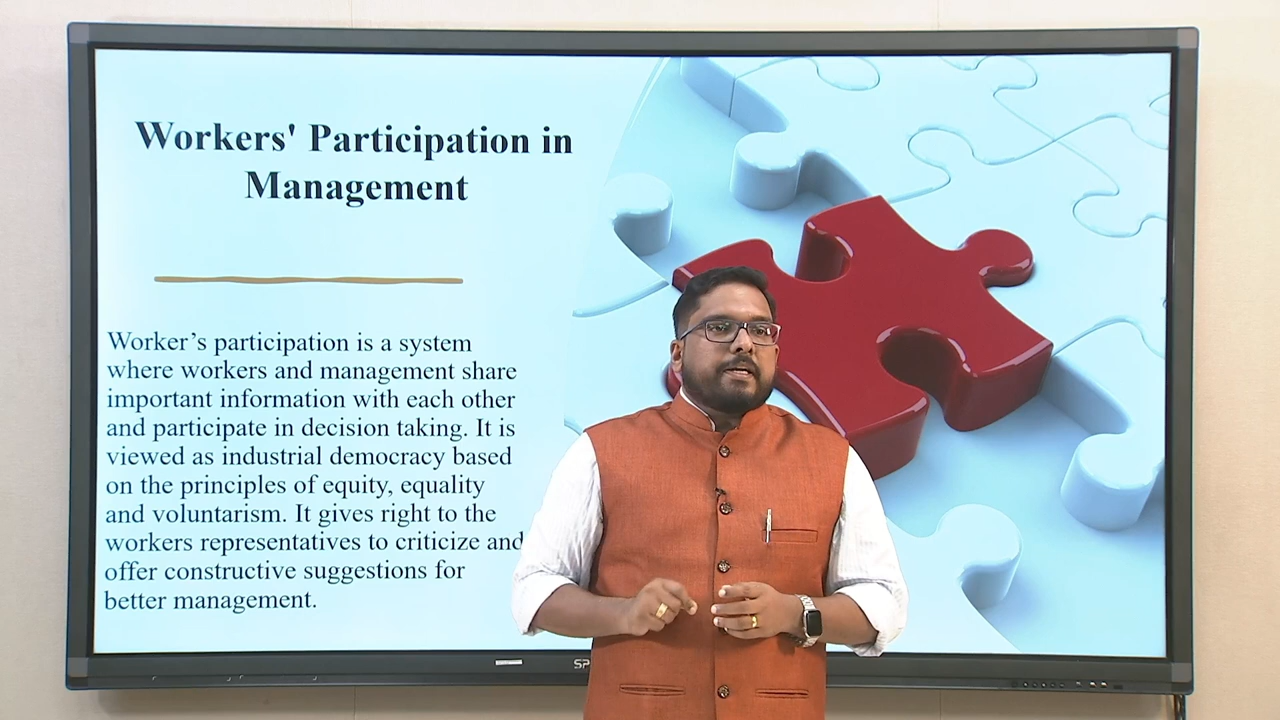 Workers' Participation in
Management
Worker’s participation is a system
where workers and management share
important information with each other
and participate in decision taking. It is
viewed as industrial democracy based
on the principles of equity, equality
and voluntarism. It gives right to the
workers representatives to criticize and
offer constructive suggestions for
better management.